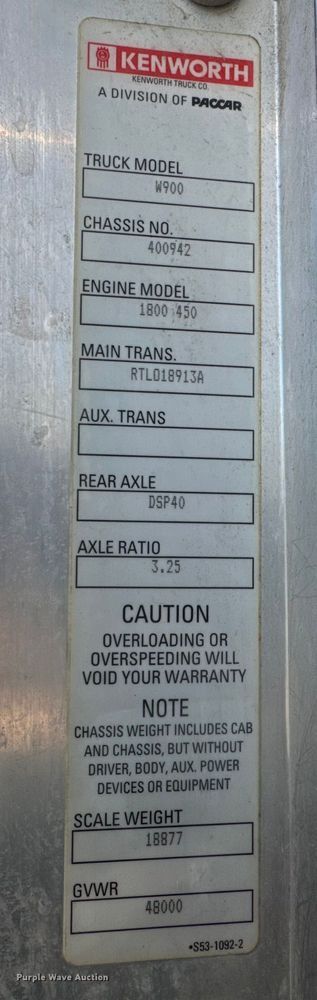 KENWORTH
KENWORTH TRUCK CO.
A DIVISION OF PACCAR
TRUCK MODEL
W900
CHASSIS NO.
400942
ENGINE MODEL
1800 450
MAIN TRANS.
RTLO18913A
AUX. TRANS
REAR AXLE
DSP40
AXLE RATIO
3.25
CAUTION
OVERLOADING OR
OVERSPEEDING WILL
VOID YOUR WARRANTY
NOTE
CHASSIS WEIGHT INCLUDES CAB
AND CHASSIS, BUT WITHOUT
DRIVER, BODY, AUX. POWER
DEVICES OR EQUIPMENT
SCALE WEIGHT
18877
GVWR
48000
•S53-1092-2
Purple Wave Auction